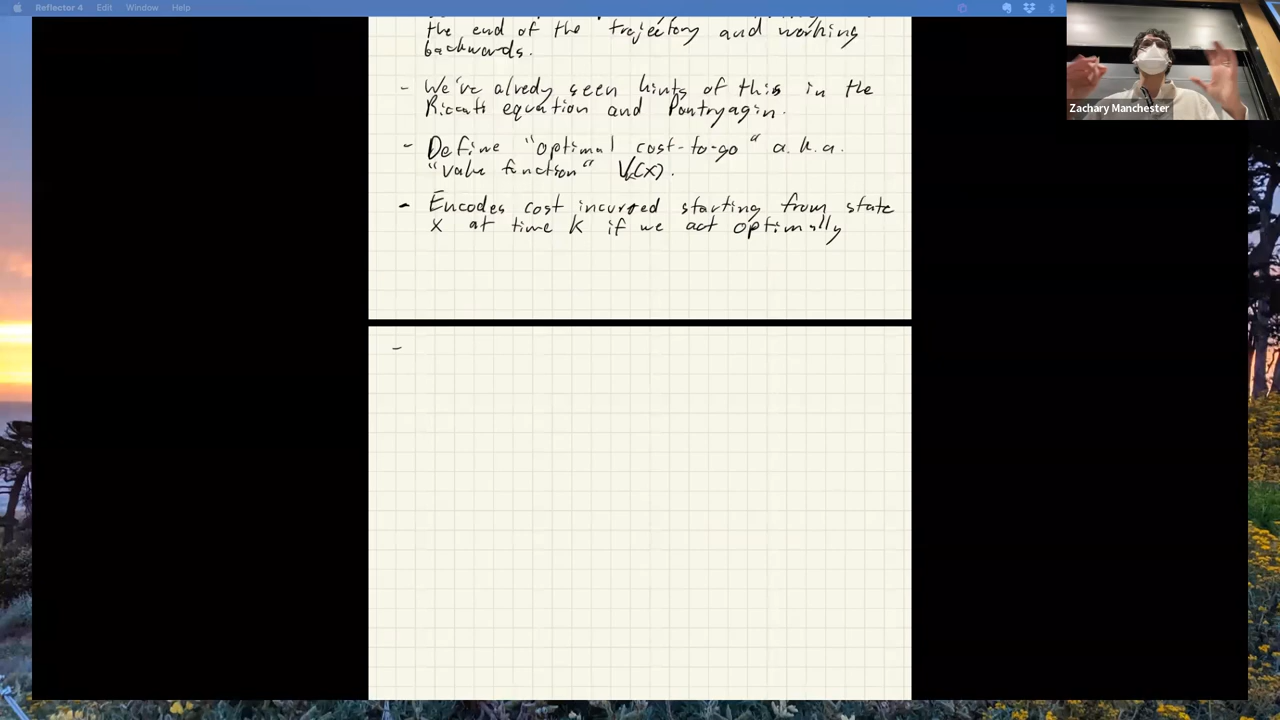 Reflector 4 Edit Window Help
the end of the trajectory and working
backwards.
- We've alredy seen hints of this in the
Riccati equation and Pontryagin.
- Define "optimal cost-to-go" a.k.a.
"value function" Vₖ(x).
- Encodes cost incurred starting from state
x at time k if we act optimally
-
Zachary Manchester